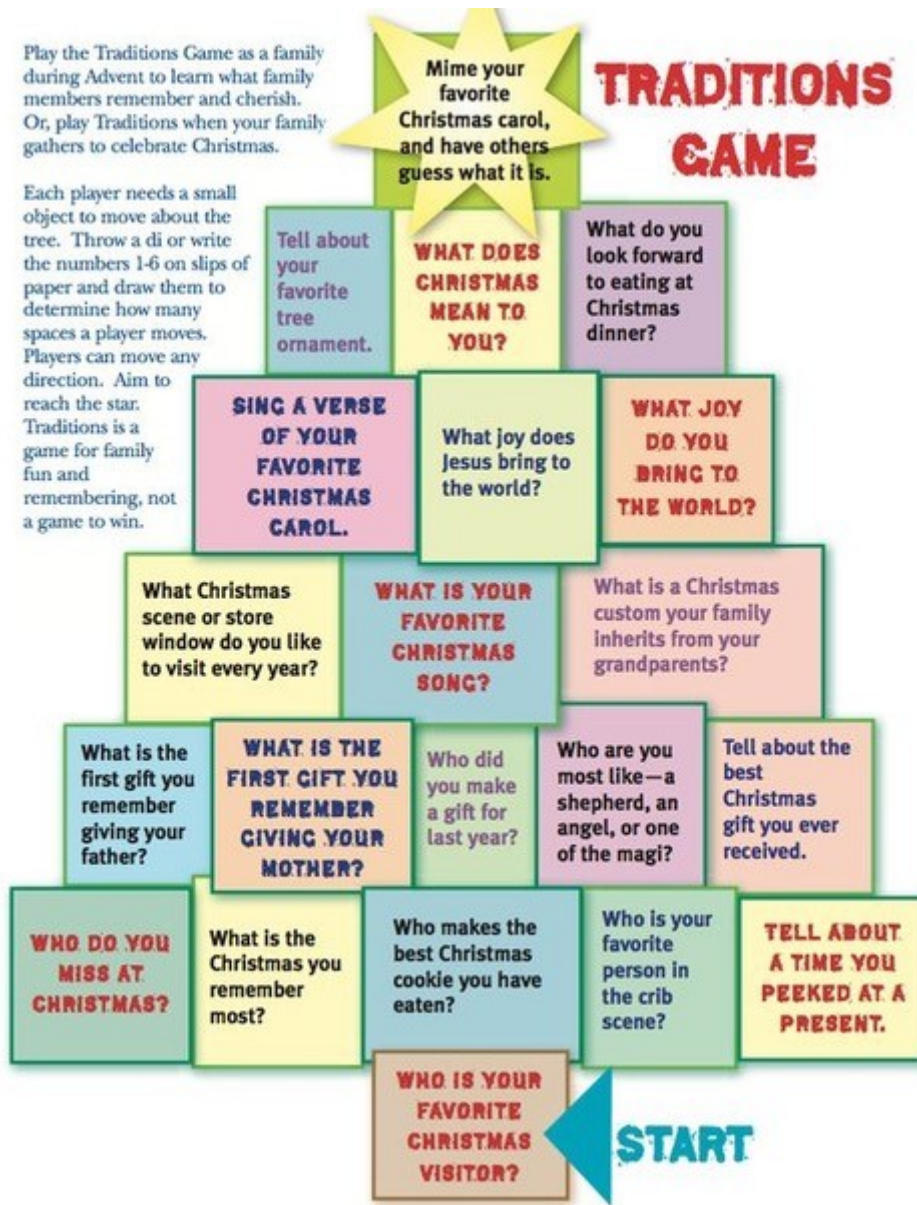 Play the Traditions Game as a family
during Advent to learn what family
members remember and cherish.
Or, play Traditions when your family
gathers to celebrate Christmas.
Each player needs a small
object to move about the
tree. Throw a di or write
the numbers 1-6 on slips of
paper and draw them to
determine how many
spaces a player moves.
Players can move any
direction. Aim to
reach the star.
Traditions is a
game for family
fun and
remembering, not
a game to win.
Mime your
favorite
Christmas carol,
and have others
guess what it is.
TRADITIONS
GAME
Tell about
your
favorite
tree
ornament.
WHAT DOES
CHRISTMAS
MEAN TO
YOU?
What do you
look forward
to eating at
Christmas
dinner?
SING A VERSE
OF YOUR
FAVORITE
CHRISTMAS
CAROL.
What joy does
Jesus bring to
the world?
WHAT JOY
DO YOU
BRING TO
THE WORLD?
What Christmas
scene or store
window do you like
to visit every year?
WHAT IS YOUR
FAVORITE
CHRISTMAS
SONG?
What is a Christmas
custom your family
inherits from your
grandparents?
What is the
first gift you
remember
giving your
father?
WHAT IS THE
FIRST GIFT YOU
REMEMBER
GIVING YOUR
MOTHER?
Who did
you make
a gift for
last year?
Who are you
most like—a
shepherd, an
angel, or one
of the magi?
Tell about the
best
Christmas
gift you ever
received.
WHO DO YOU
MISS AT
CHRISTMAS?
What is the
Christmas you
remember
most?
Who makes the
best Christmas
cookie you have
eaten?
Who is your
favorite
person in
the crib
scene?
TELL ABOUT
A TIME YOU
PEEKED AT A
PRESENT.
WHO IS YOUR
FAVORITE
CHRISTMAS
VISITOR?
START